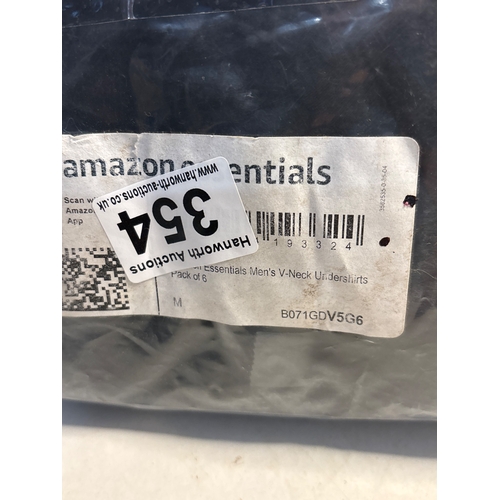 amazon essentials
Scan w
Amazon
App
Hanworth Auctions
354
www.hanworth-auctions.co.uk
193324
Essentials Men's V-Neck Undershirts
Pack of 6
M
B071GDV5G6